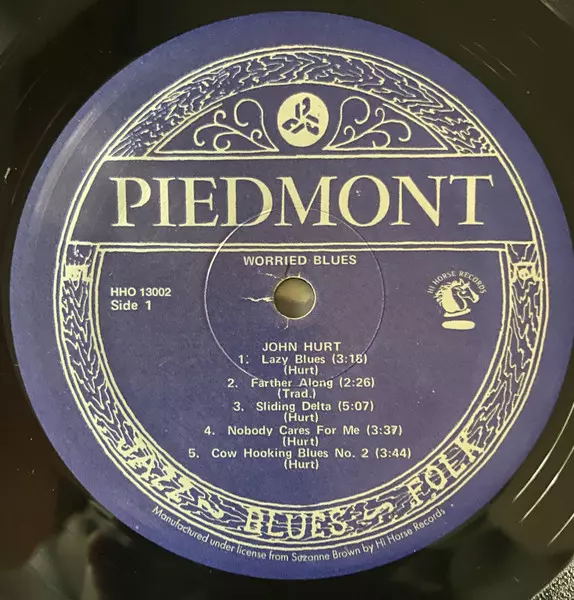 PIEDMONT
WORRIED BLUES
HHO 13002
Side 1
HI HORSE RECORDS
JOHN HURT
1. Lazy Blues (3:18)
(Hurt)
2. Farther Along (2:26)
(Trad.)
3. Sliding Delta (5:07)
(Hurt)
4. Nobody Cares For Me (3:37)
(Hurt)
5. Cow Hooking Blues No. 2 (3:44)
(Hurt)
JAZZ BLUES FOLK
Manufactured under license from Suzanne Brown by Hi Horse Records